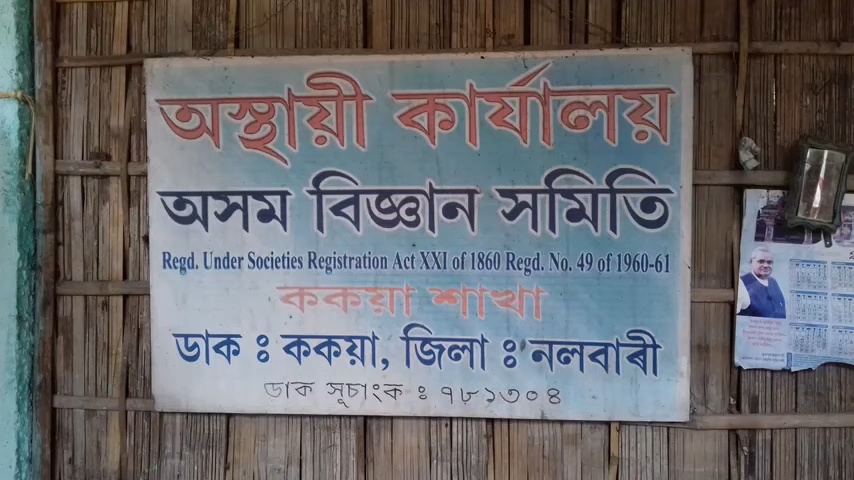 অস্থায়ী কাৰ্যালয়
অসম বিজ্ঞান সমিতি
Regd. Under Societies Registration Act XXI of 1860 Regd. No. 49 of 1960-61
ককয়া শাখা
ডাক : ককয়া, জিলা : নলবাৰী
ডাক সূচাংক : ৭৮১৩০৪